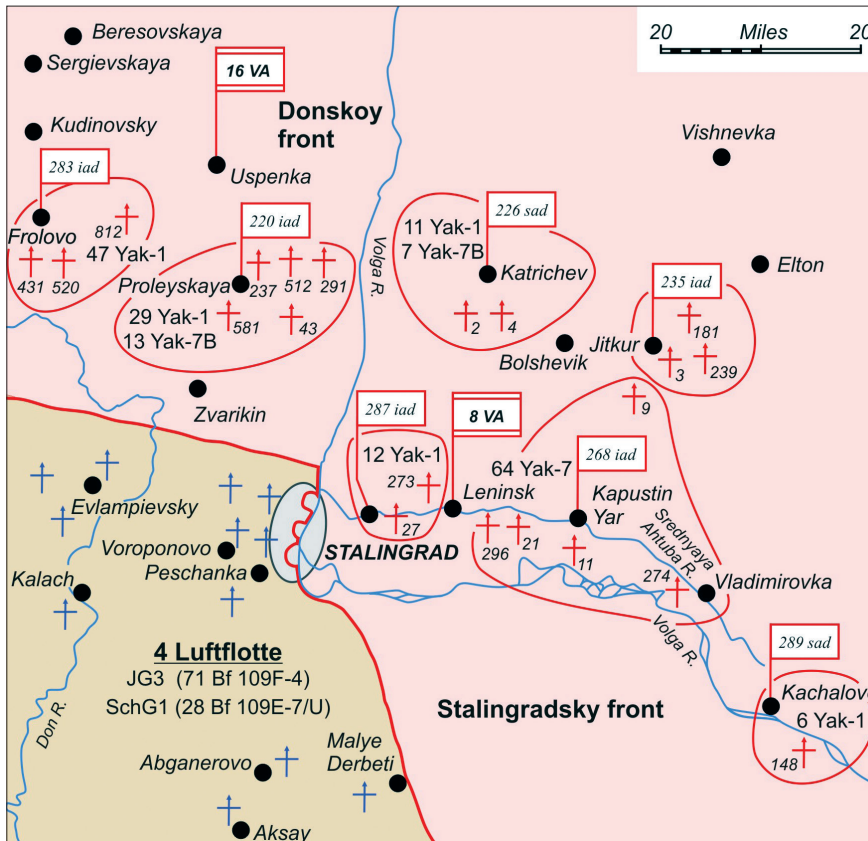 Beresovskaya
Sergievskaya
16 VA
20 Miles 20
Kudinovsky
Donskoy
front
Vishnevka
283 iad
Uspenka
812
Frolovo
47 Yak-1
431
520
220 iad
Proleyskaya
237
512
291
29 Yak-1
13 Yak-7B
581
43
Volga R.
226 sad
11 Yak-1
7 Yak-7B
Katrichev
2
4
Elton
235 iad
181
Jitkur
3
239
Bolshevik
Zvarikin
287 iad
12 Yak-1
273
27
8 VA
Leninsk
64 Yak-7
9
268 iad
Kapustin
Yar
296
21
11
Srednyaya
Ahtuba R.
274
Vladimirovka
Volga R.
STALINGRAD
Evlampievsky
Voroponovo
Peschanka
Kalach
4 Luftflotte
JG3 (71 Bf 109F-4)
SchG1 (28 Bf 109E-7/U)
Don R.
Stalingradsky front
289 sad
Kachalovo
6 Yak-1
148
Abganerovo
Malye
Derbeti
Aksay